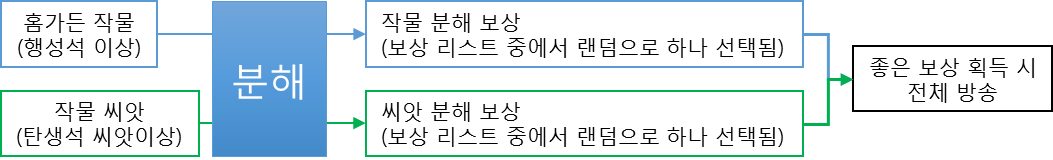 홈가든 작물
(행성석 이상)
분해
작물 분해 보상
(보상 리스트 중에서 랜덤으로 하나 선택됨)
작물 씨앗
(탄생석 씨앗이상)
씨앗 분해 보상
(보상 리스트 중에서 랜덤으로 하나 선택됨)
좋은 보상 획득 시
전체 방송